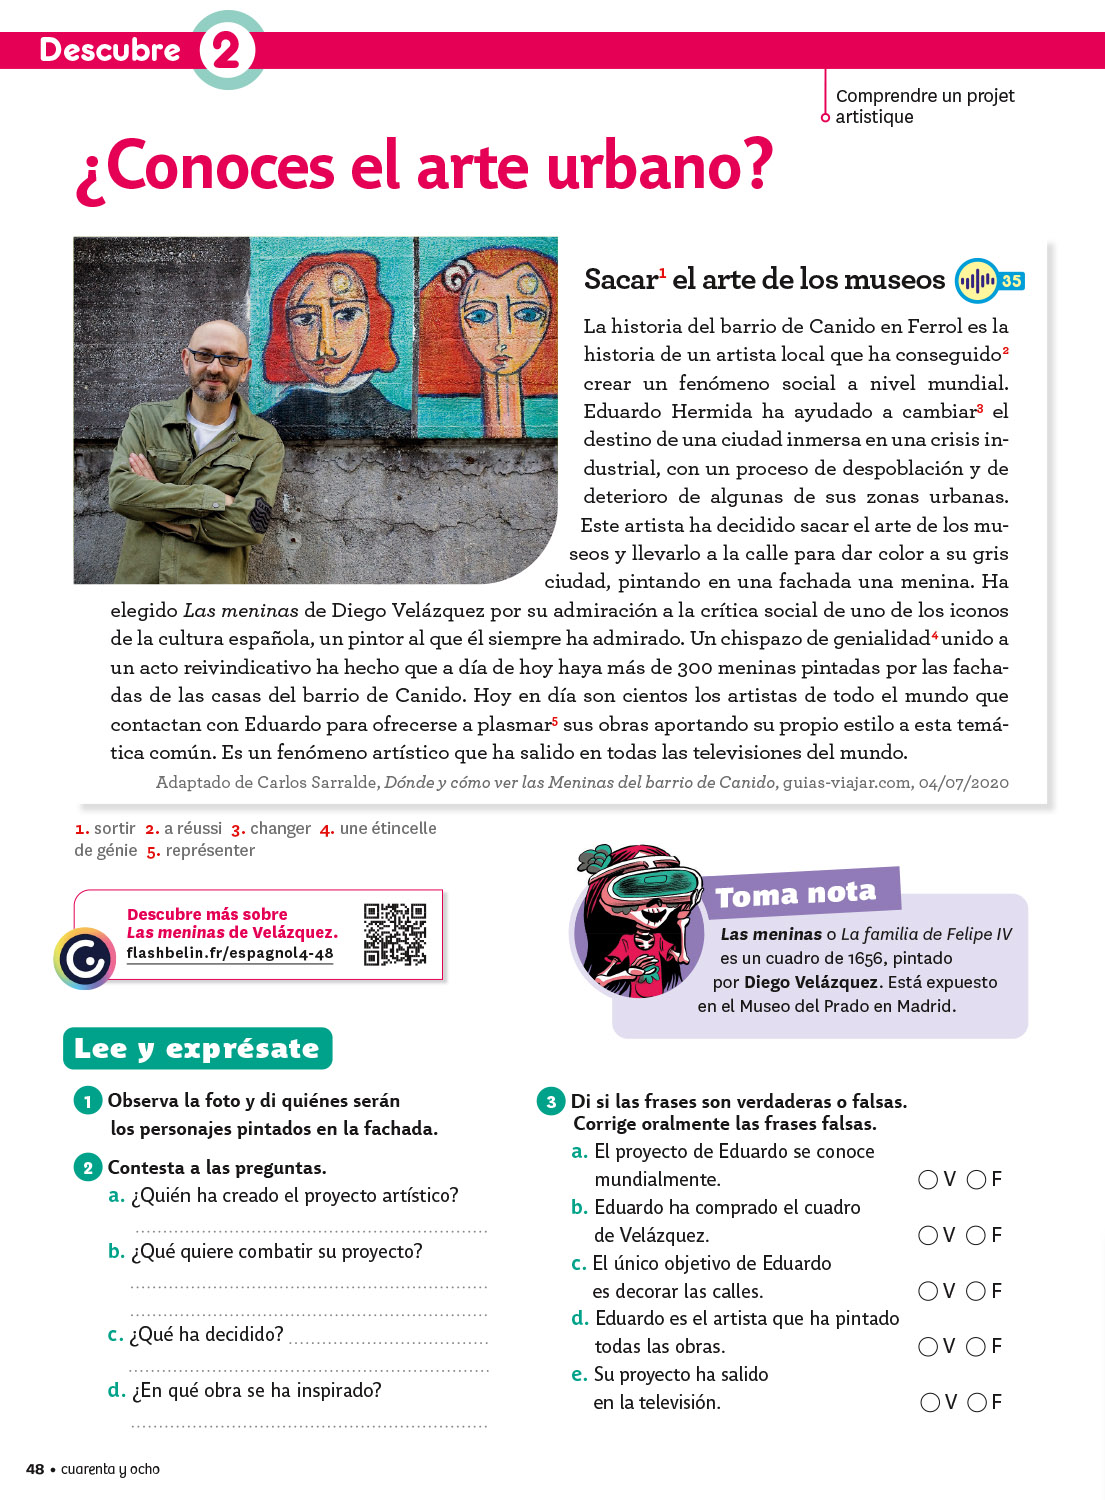 Descubre 2
Comprendre un projet
artistique
¿Conoces el arte urbano?
Sacar¹ el arte de los museos
35
La historia del barrio de Canido en Ferrol es la
historia de un artista local que ha conseguido²
crear un fenómeno social a nivel mundial.
Eduardo Hermida ha ayudado a cambiar³ el
destino de una ciudad inmersa en una crisis in-
dustrial, con un proceso de despoblación y de
deterioro de algunas de sus zonas urbanas.
Este artista ha decidido sacar el arte de los mu-
seos y llevarlo a la calle para dar color a su gris
ciudad, pintando en una fachada una menina. Ha
elegido Las meninas de Diego Velázquez por su admiración a la crítica social de uno de los iconos
de la cultura española, un pintor al que él siempre ha admirado. Un chispazo de genialidad⁴ unido a
un acto reivindicativo ha hecho que a día de hoy haya más de 300 meninas pintadas por las facha-
das de las casas del barrio de Canido. Hoy en día son cientos los artistas de todo el mundo que
contactan con Eduardo para ofrecerse a plasmar⁵ sus obras aportando su propio estilo a esta temá-
tica común. Es un fenómeno artístico que ha salido en todas las televisiones del mundo.
Adaptado de Carlos Sarralde, Dónde y cómo ver las Meninas del barrio de Canido, guias-viajar.com, 04/07/2020
1. sortir 2. a réussi 3. changer 4. une étincelle
de génie 5. représenter
Descubre más sobre
Las meninas de Velázquez.
flashbelin.fr/espagnol4-48
Toma nota
Las meninas o La familia de Felipe IV
es un cuadro de 1656, pintado
por Diego Velázquez. Está expuesto
en el Museo del Prado en Madrid.
Lee y exprésate
1 Observa la foto y di quiénes serán
los personajes pintados en la fachada.
2 Contesta a las preguntas.
a. ¿Quién ha creado el proyecto artístico?
b. ¿Qué quiere combatir su proyecto?
c. ¿Qué ha decidido?
d. ¿En qué obra se ha inspirado?
3 Di si las frases son verdaderas o falsas.
Corrige oralmente las frases falsas.
a. El proyecto de Eduardo se conoce
mundialmente. V F
b. Eduardo ha comprado el cuadro
de Velázquez. V F
c. El único objetivo de Eduardo
es decorar las calles. V F
d. Eduardo es el artista que ha pintado
todas las obras. V F
e. Su proyecto ha salido
en la televisión. V F
48 • cuarenta y ocho